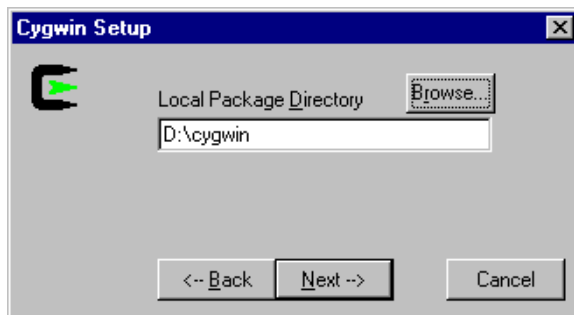 Cygwin Setup
Local Package Directory
Browse...
D:\cygwin
<-- Back
Next -->
Cancel